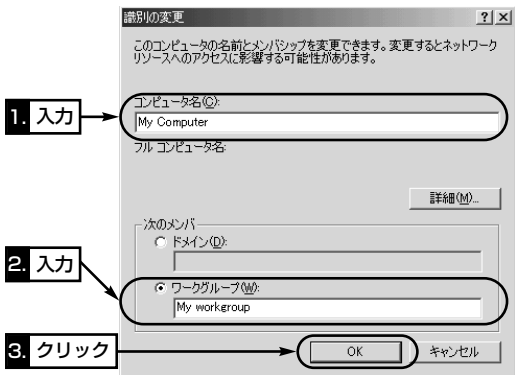 識別の変更
このコンピュータの名前とメンバシップを変更できます。変更するとネットワーク
リソースへのアクセスに影響する可能性があります。
コンピュータ名(C):
1. 入力
My Computer
フル コンピュータ名:
詳細(M)...
次のメンバ
ドメイン(D):
2. 入力
ワークグループ(W):
My workgroup
3. クリック
OK
キャンセル